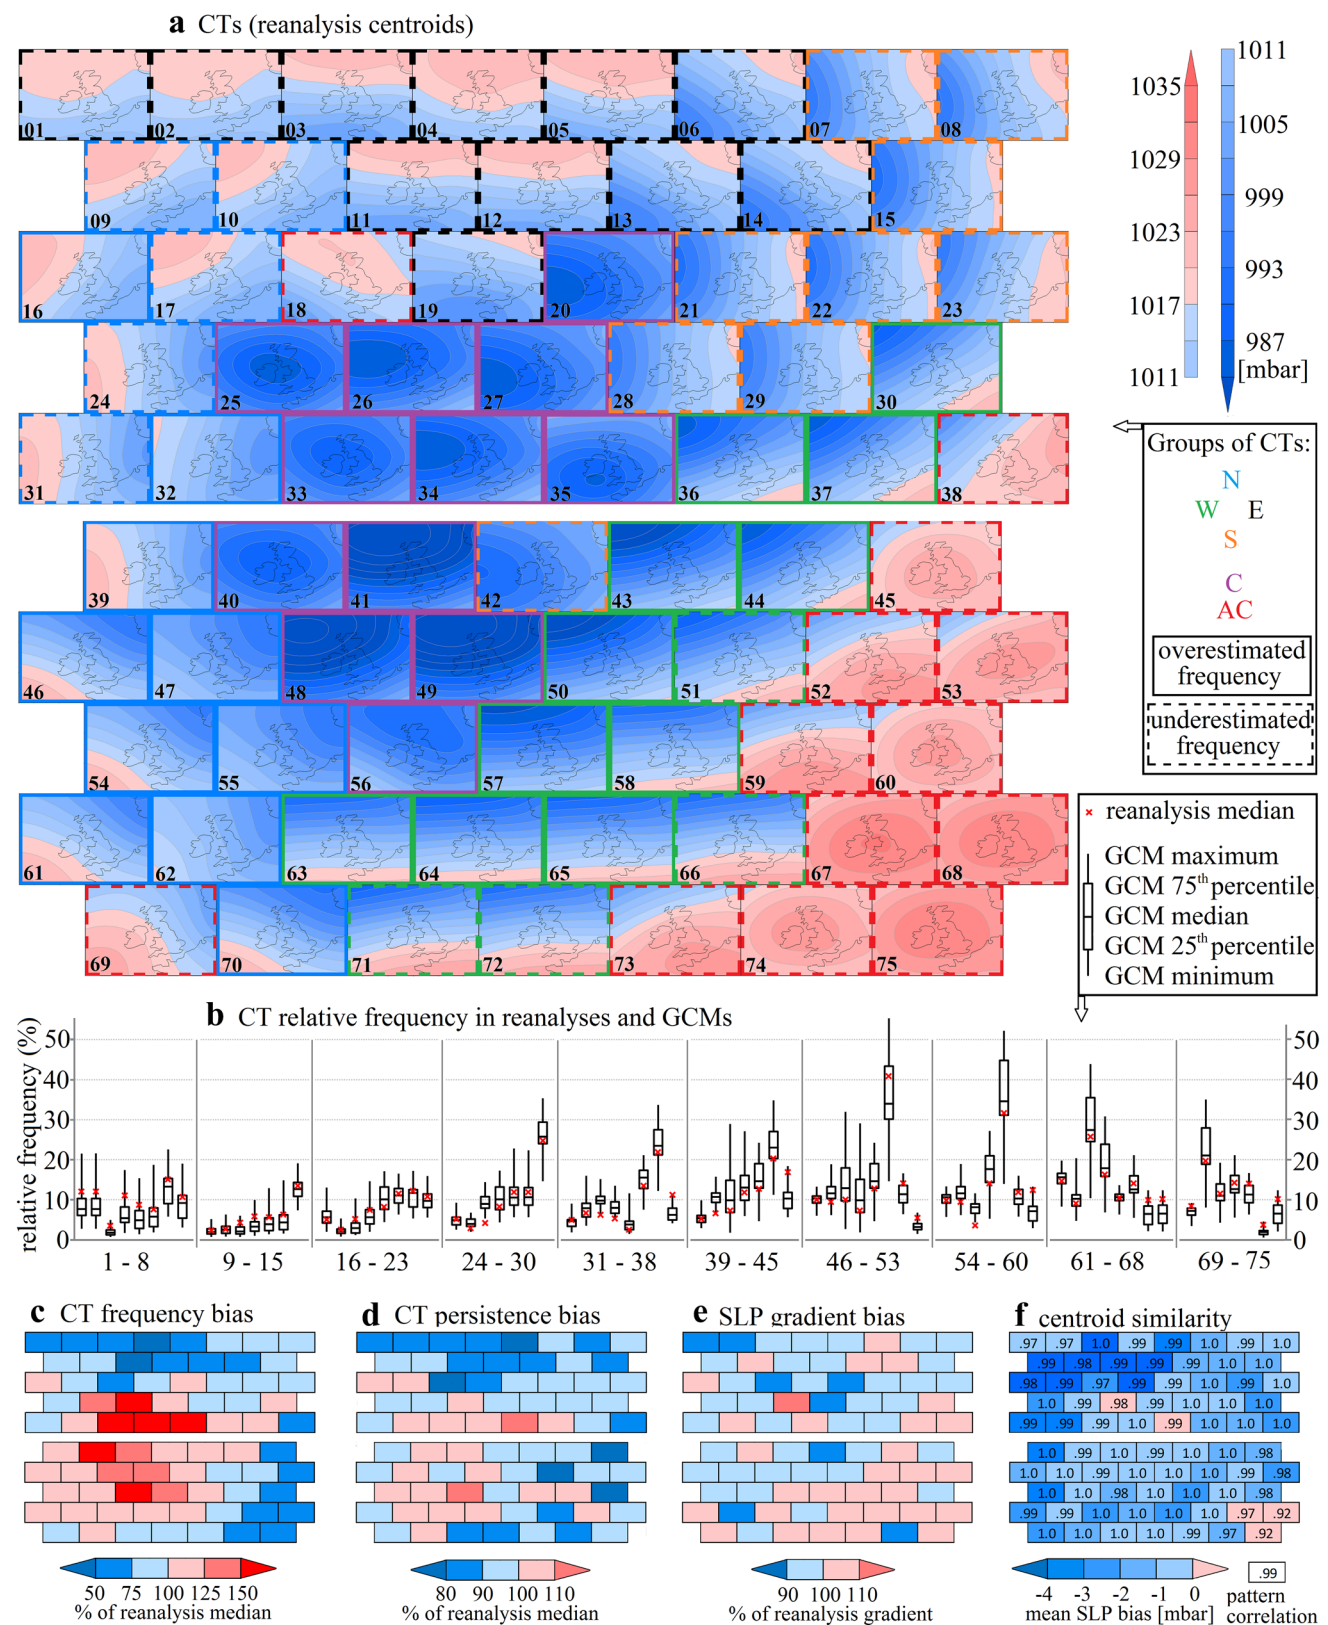 a CTs (reanalysis centroids)
01 02 03 04 05 06 07 08
09 10 11 12 13 14 15
16 17 18 19 20 21 22 23
24 25 26 27 28 29 30
31 32 33 34 35 36 37 38
39 40 41 42 43 44 45
46 47 48 49 50 51 52 53
54 55 56 57 58 59 60
61 62 63 64 65 66 67 68
69 70 71 72 73 74 75
1035
1029
1023
1017
1011
1011
1005
999
993
987
[mbar]
Groups of CTs:
N
W E
S
C
AC
overestimated
frequency
underestimated
frequency
reanalysis median
GCM maximum
GCM 75th percentile
GCM median
GCM 25th percentile
GCM minimum
b CT relative frequency in reanalyses and GCMs
relative frequency (%)
50 50
40 40
30 30
20 20
10 10
0 0
1 - 8 9 - 15 16 - 23 24 - 30 31 - 38 39 - 45 46 - 53 54 - 60 61 - 68 69 - 75
c CT frequency bias
50 75 100 125 150
% of reanalysis median
d CT persistence bias
80 90 100 110
% of reanalysis median
e SLP gradient bias
90 100 110
% of reanalysis gradient
f centroid similarity
.97 .97 1.0 .99 .99 1.0 .99 1.0
.99 .98 .99 .99 .99 1.0 1.0
.98 .99 .97 .99 1.0 1.0 .99 1.0
1.0 .99 .98 .99 1.0 1.0 1.0
.99 .99 .99 1.0 .99 1.0 1.0 1.0
1.0 .99 1.0 1.0 1.0 1.0 .98
1.0 1.0 .99 1.0 1.0 1.0 .99 .98
1.0 1.0 .98 1.0 1.0 1.0 .98
.99 .99 1.0 1.0 1.0 1.0 .97 .92
1.0 1.0 1.0 .99 .97 .92
-4 -3 -2 -1 0
mean SLP bias [mbar]
.99
pattern
correlation